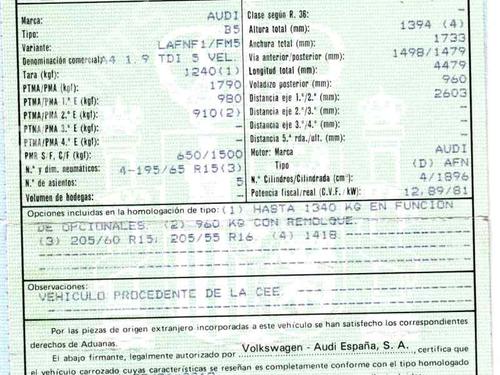 Marca: AUDI
Tipo: B5
Variante: LAFNF1/FM5
Denominación comercial: A4 1.9 TDI 5 VEL.
Tara (kgf): 1240(1)
PTMA/PMA (kgf): 1790
PTMA/PMA 1.º E (kgf): 980
PTMA/PMA 2.º E (kgf): 910(2)
PTMA/PMA 3.º E (kgf): -
PTMA/PMA 4.º E (kgf): -
PMR S/F, C/F (kgf): 650/1500
N.º y dim. neumáticos: 4-195/65 R15(3)
N.º de asientos: 5
Volumen de bodegas: -
Clase según R. 36: -
Altura total (mm): 1394 (4)
Anchura total (mm): 1733
Vía anterior/posterior (mm): 1498/1479
Longitud total (mm): 4479
Voladizo posterior (mm): 960
Distancia eje 1.º/2.º (mm): 2603
Distancia eje 2.º/3.º (mm): -
Distancia eje 3.º/4.º (mm): -
Distancia 5.ª rda./ult. (mm): -
Motor: Marca AUDI
Tipo (D) AFN
N.º Cilindros/Cilindrada (cm³) 4/1896
Potencia fiscal/real (C.V.F. / kW) 12,89/81
Opciones incluidas en la homologación de tipo: (1) HASTA 1340 KG EN FUNCION
DE OPCIONALES (2) 960 KG CON REMOLQUE.
(3) 205/60 R15; 205/55 R16. (4) 1418.
Observaciones:
VEHICULO PROCEDENTE DE LA CEE.
Por las piezas de origen extranjero incorporadas a este vehículo se han satisfecho los correspondientes
derechos de Aduanas.
El abajo firmante, legalmente autorizado por Volkswagen - Audi España, S. A., certifica que
el vehículo carrozado cuyas características se reseñan es completamente conforme con el tipo homologado